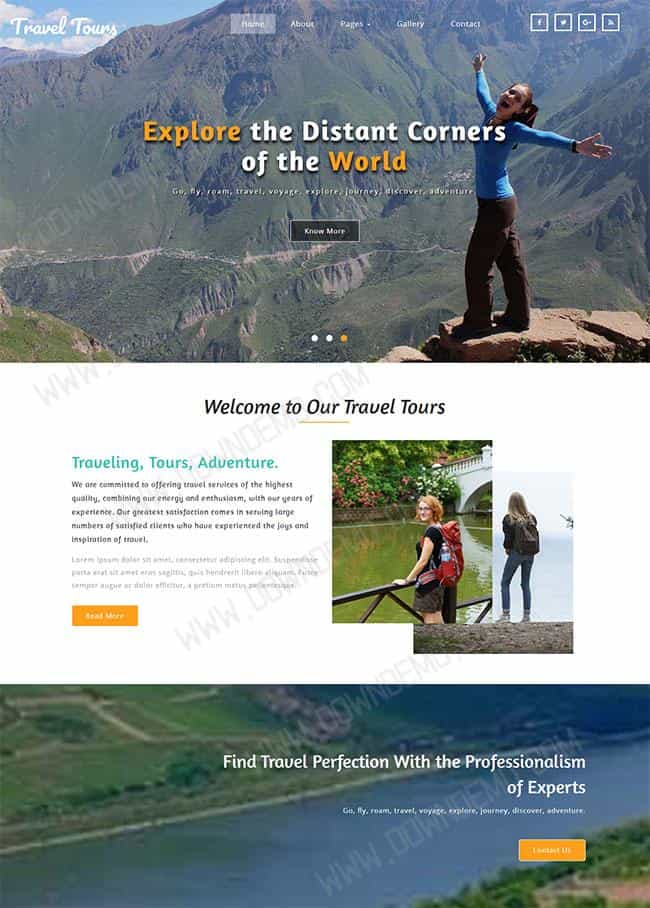 Travel Tours
Home About Pages Gallery Contact
Explore the Distant Corners
of the World
Go, fly, roam, travel, voyage, explore, journey, discover, adventure.
Know More
Welcome to Our Travel Tours
Traveling, Tours, Adventure.
We are committed to offering travel services of the highest
quality, combining our energy and enthusiasm, with our years of
experience. Our greatest satisfaction comes in serving large
numbers of satisfied clients who have experienced the joys and
inspiration of travel.
Lorem ipsum dolor sit amet, consectetur adipiscing elit. Suspendisse
porta erat sit amet eros sagittis, quis hendrerit libero aliquam. Fusce
semper augue ac dolor efficitur, a pretium metus pellentesque.
Read More
Find Travel Perfection With the Professionalism
of Experts
Go, fly, roam, travel, voyage, explore, journey, discover, adventure.
Contact Us
WWW.DOWNDEMO.COM
WWW.DOWNDEMO.COM
WWW.DOWNDEMO.COM